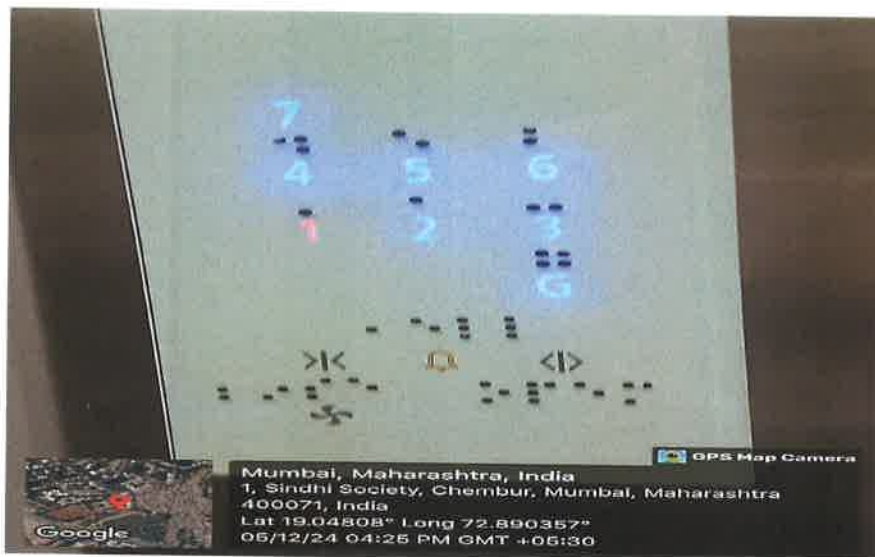 7
4 5 6
1 2 3
G
>|< <|>
GPS Map Camera
Mumbai, Maharashtra, India
1, Sindhi Society, Chembur, Mumbai, Maharashtra
400071, India
Lat 19.04808° Long 72.890357°
05/12/24 04:25 PM GMT +05:30
Google